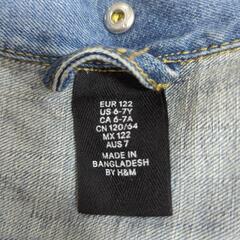 EUR 122
US 6-7Y
CA 6-7A
CN 120/64
MX 122
AUS 7
MADE IN
BANGLADESH
BY H&M